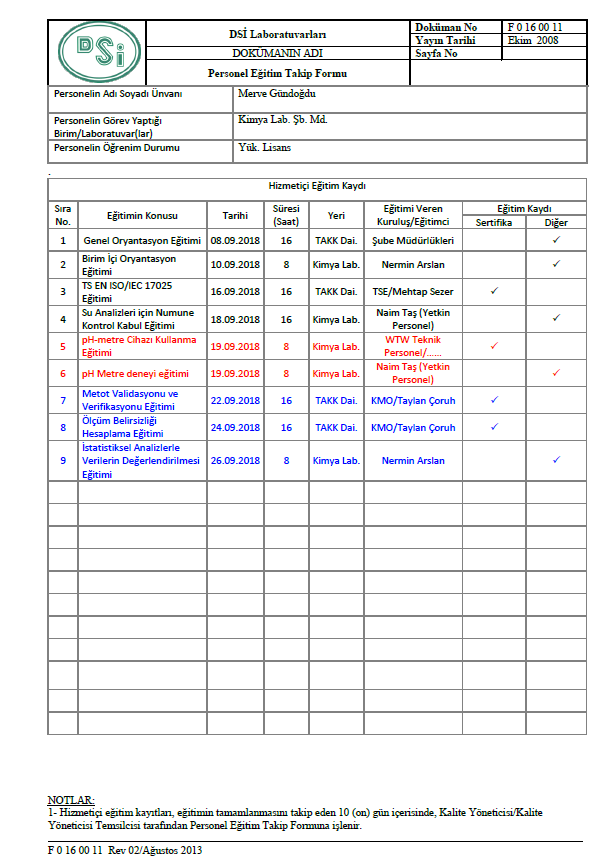 DSİ
DSİ Laboratuvarları
DOKÜMANIN ADI
Personel Eğitim Takip Formu
Doküman No F 0 16 00 11
Yayın Tarihi Ekim 2008
Sayfa No
Personelin Adı Soyadı Ünvanı Merve Gündoğdu
Personelin Görev Yaptığı
Birim/Laboratuvar(lar) Kimya Lab. Şb. Md.
Personelin Öğrenim Durumu Yük. Lisans
.
Hizmetiçi Eğitim Kaydı
Sıra
No. Eğitimin Konusu Tarihi Süresi
(Saat) Yeri Eğitimi Veren
Kuruluş/Eğitimci Eğitim Kaydı
Sertifika Diğer
1 Genel Oryantasyon Eğitimi 08.09.2018 16 TAKK Dai. Şube Müdürlükleri ✓
2 Birim İçi Oryantasyon
Eğitimi 10.09.2018 8 Kimya Lab. Nermin Arslan ✓
3 TS EN ISO/IEC 17025
Eğitimi 16.09.2018 16 TAKK Dai. TSE/Mehtap Sezer ✓
4 Su Analizleri için Numune
Kontrol Kabul Eğitimi 18.09.2018 16 Kimya Lab. Naim Taş (Yetkin
Personel) ✓
5 pH-metre Cihazı Kullanma
Eğitimi 19.09.2018 8 Kimya Lab. WTW Teknik
Personel/...... ✓
6 pH Metre deneyi eğitimi 19.09.2018 8 Kimya Lab. Naim Taş (Yetkin
Personel) ✓
7 Metot Validasyonu ve
Verifikasyonu Eğitimi 22.09.2018 16 TAKK Dai. KMO/Taylan Çoruh ✓
8 Ölçüm Belirsizliği
Hesaplama Eğitimi 24.09.2018 16 TAKK Dai. KMO/Taylan Çoruh ✓
9 İstatistiksel Analizlerle
Verilerin Değerlendirilmesi
Eğitimi 26.09.2018 8 Kimya Lab. Nermin Arslan ✓
NOTLAR:
1- Hizmetiçi eğitim kayıtları, eğitimin tamamlanmasını takip eden 10 (on) gün içerisinde, Kalite Yöneticisi/Kalite
Yöneticisi Temsilcisi tarafından Personel Eğitim Takip Formuna işlenir.
F 0 16 00 11 Rev 02/Ağustos 2013